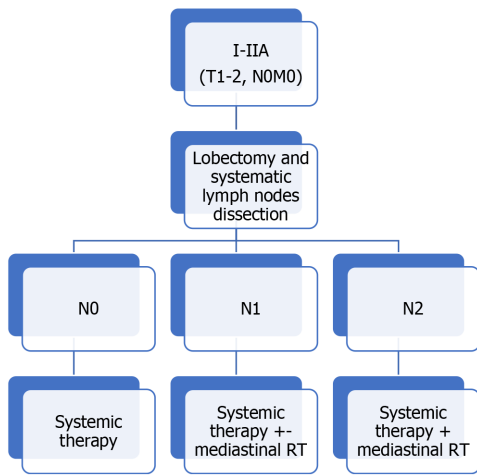 I-IIA
(T1-2, N0M0)
Lobectomy and
systematic
lymph nodes
dissection
N0
N1
N2
Systemic
therapy
Systemic
therapy +-
mediastinal RT
Systemic
therapy +
mediastinal RT